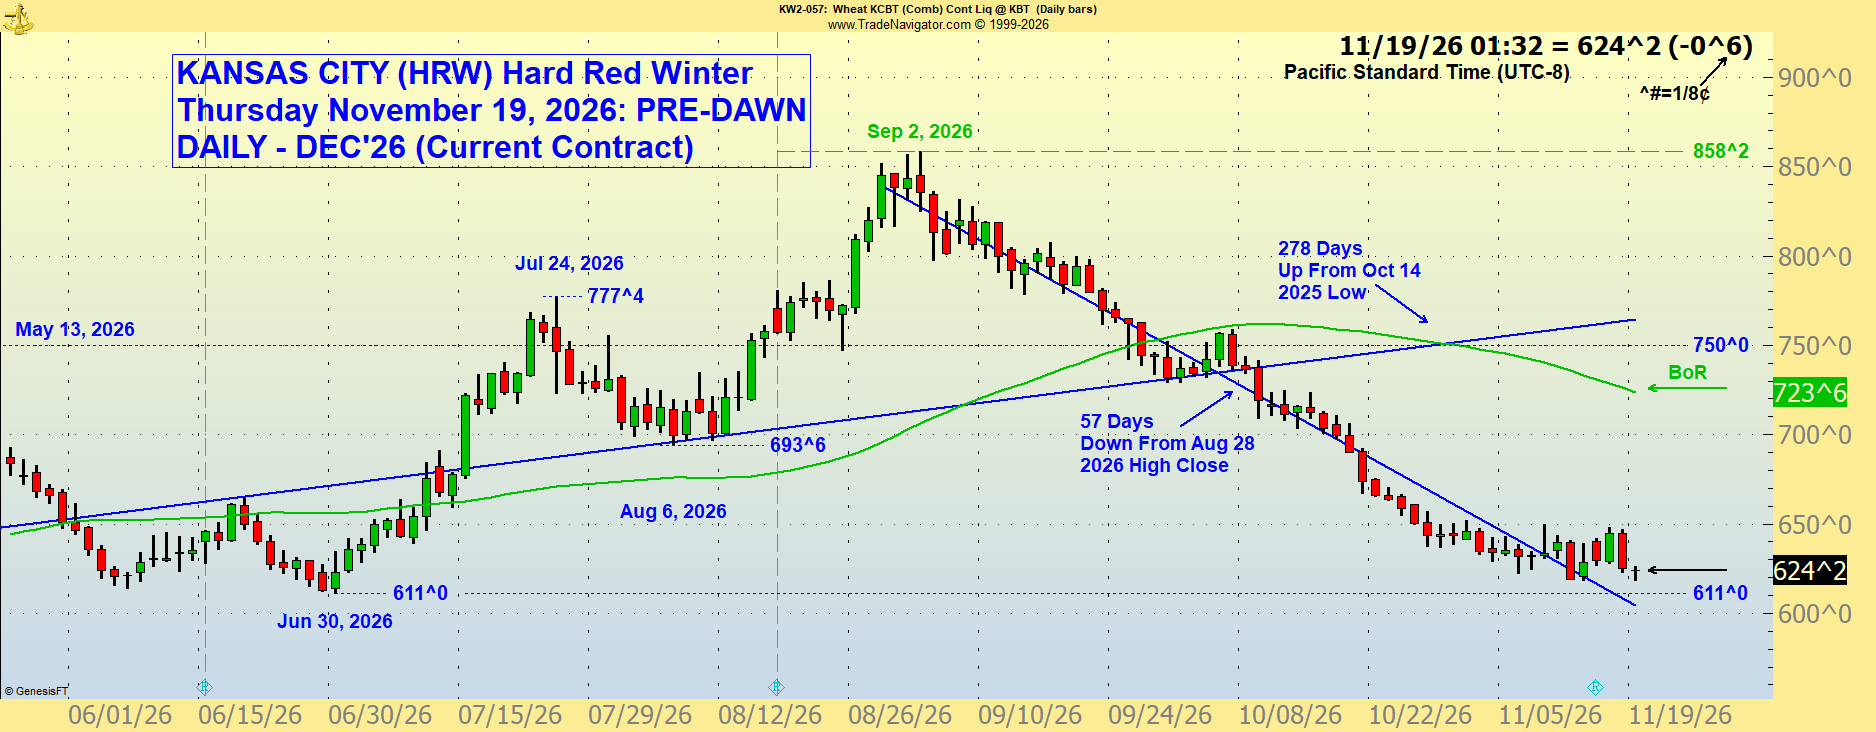 KW2-057: Wheat KCBT (Comb) Cont Liq @ KBT (Daily bars)
www.TradeNavigator.com © 1999-2026
KANSAS CITY (HRW) Hard Red Winter
Thursday November 19, 2026: PRE-DAWN
DAILY - DEC'26 (Current Contract)
11/19/26 01:32 = 624^2 (-0^6)
Pacific Standard Time (UTC-8)
^#=1/8¢
900^0
Sep 2, 2026
858^2
850^0
278 Days
Up From Oct 14
2025 Low
800^0
Jul 24, 2026
777^4
May 13, 2026
750^0
750^0
BoR
723^6
57 Days
Down From Aug 28
2026 High Close
700^0
693^6
Aug 6, 2026
650^0
624^2
611^0
611^0
600^0
Jun 30, 2026
R
R
R
© GenesisFT
06/01/26
06/15/26
06/30/26
07/15/26
07/29/26
08/12/26
08/26/26
09/10/26
09/24/26
10/08/26
10/22/26
11/05/26
11/19/26